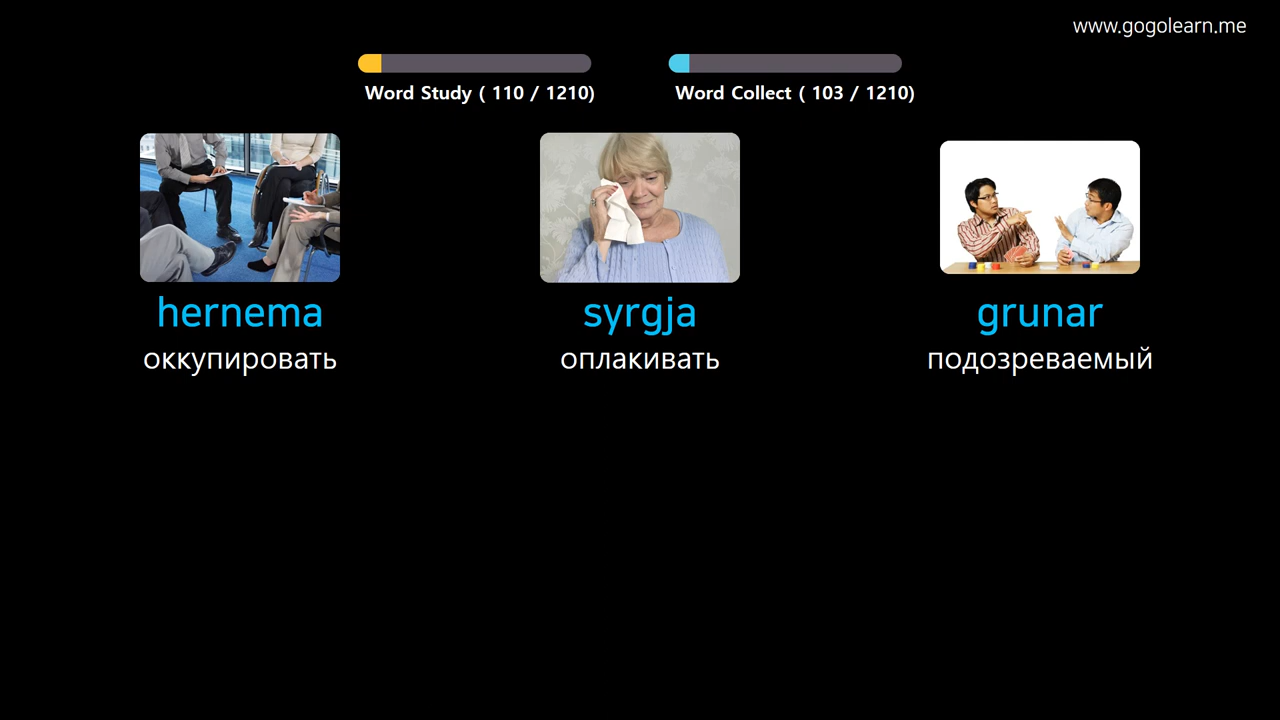 www.gogolearn.me
Word Study ( 110 / 1210)
Word Collect ( 103 / 1210)
hernema
оккупировать
syrgja
оплакивать
grunar
подозреваемый